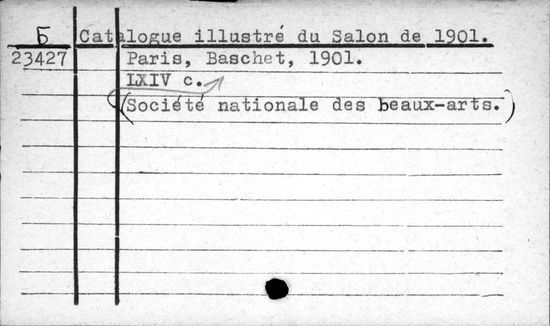 Б Catalogue illustré du Salon de 1901.
23427 Paris, Baschet, 1901.
LXIV c.
(Société nationale des beaux-arts.)